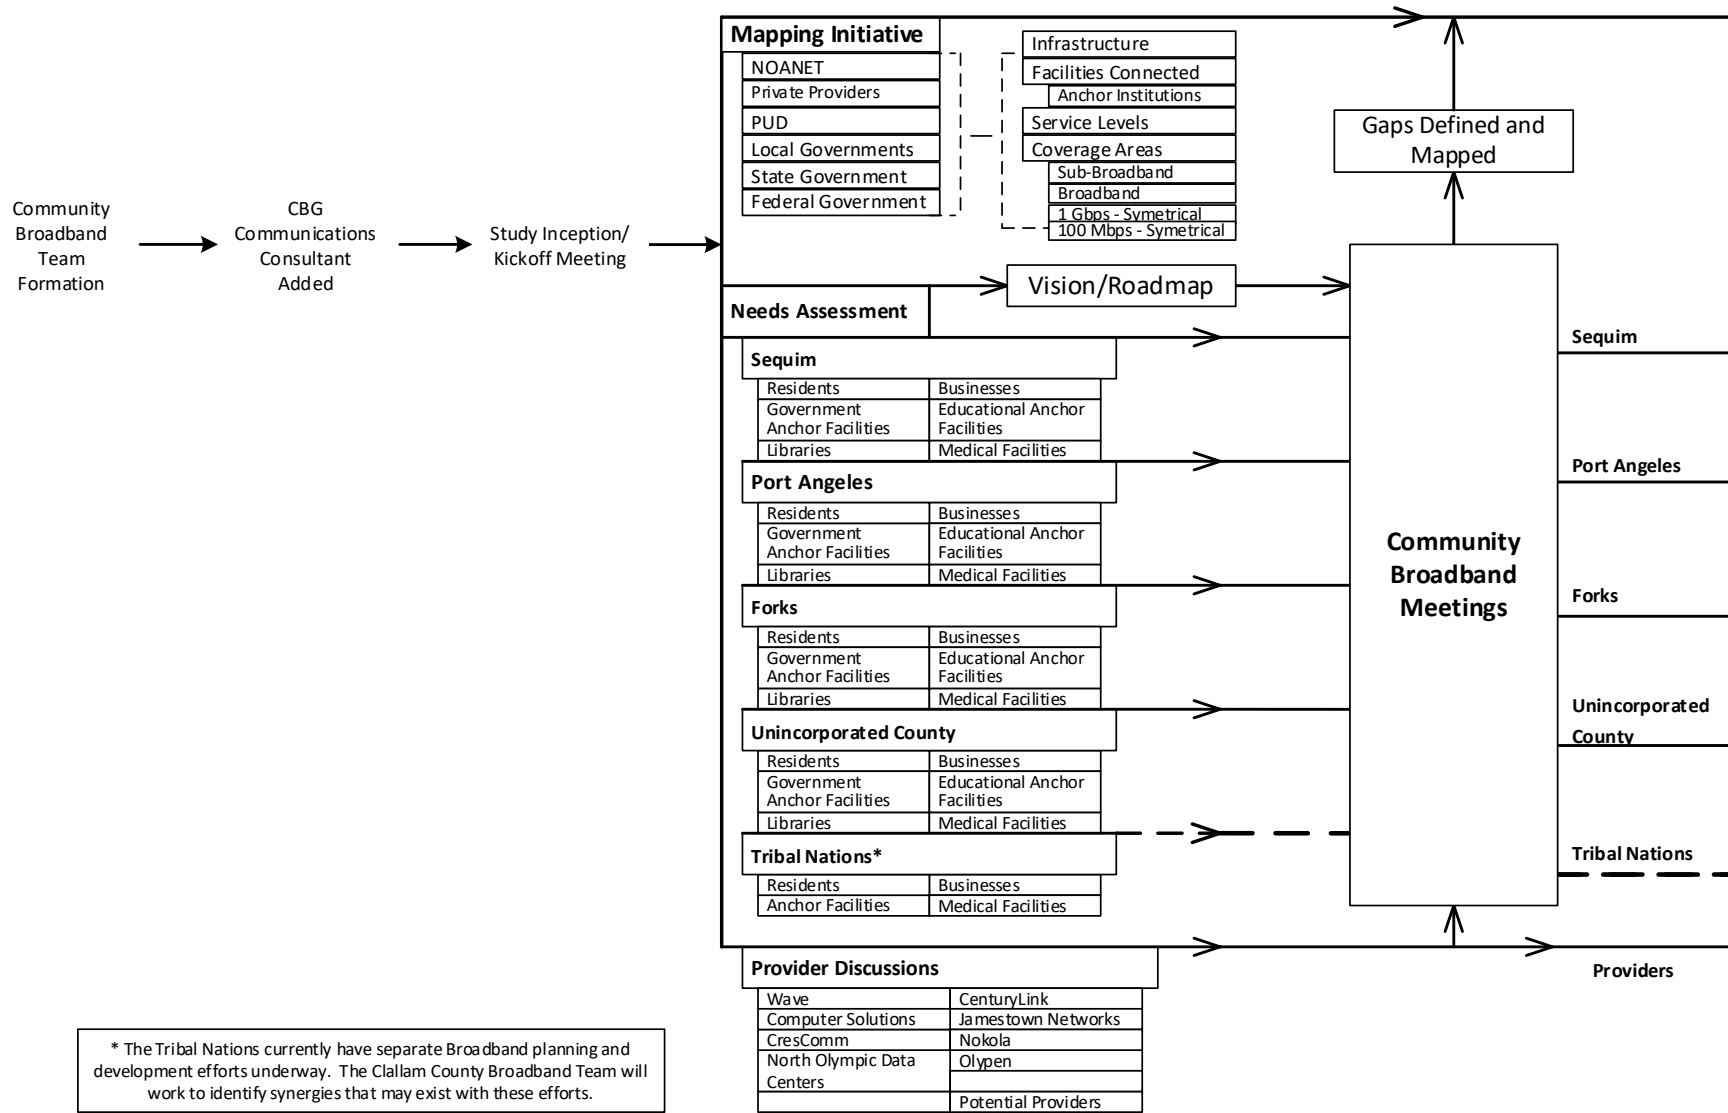 Community
Broadband
Team
Formation
CBG
Communications
Consultant
Added
Study Inception/
Kickoff Meeting
Mapping Initiative
NOANET
Private Providers
PUD
Local Governments
State Government
Federal Government
Infrastructure
Facilities Connected
Anchor Institutions
Service Levels
Coverage Areas
Sub-Broadband
Broadband
1 Gbps - Symetrical
100 Mbps - Symetrical
Gaps Defined and
Mapped
Vision/Roadmap
Needs Assessment
Sequim
Residents
Businesses
Government
Anchor Facilities
Educational Anchor
Facilities
Libraries
Medical Facilities
Port Angeles
Residents
Businesses
Government
Anchor Facilities
Educational Anchor
Facilities
Libraries
Medical Facilities
Forks
Residents
Businesses
Government
Anchor Facilities
Educational Anchor
Facilities
Libraries
Medical Facilities
Unincorporated County
Residents
Businesses
Government
Anchor Facilities
Educational Anchor
Facilities
Libraries
Medical Facilities
Tribal Nations*
Residents
Businesses
Anchor Facilities
Medical Facilities
Community
Broadband
Meetings
Sequim
Port Angeles
Forks
Unincorporated
County
Tribal Nations
Providers
Provider Discussions
Wave
CenturyLink
Computer Solutions
Jamestown Networks
CresComm
Nokola
North Olympic Data
Centers
Olypen
Potential Providers
* The Tribal Nations currently have separate Broadband planning and
development efforts underway.  The Clallam County Broadband Team will
work to identify synergies that may exist with these efforts.